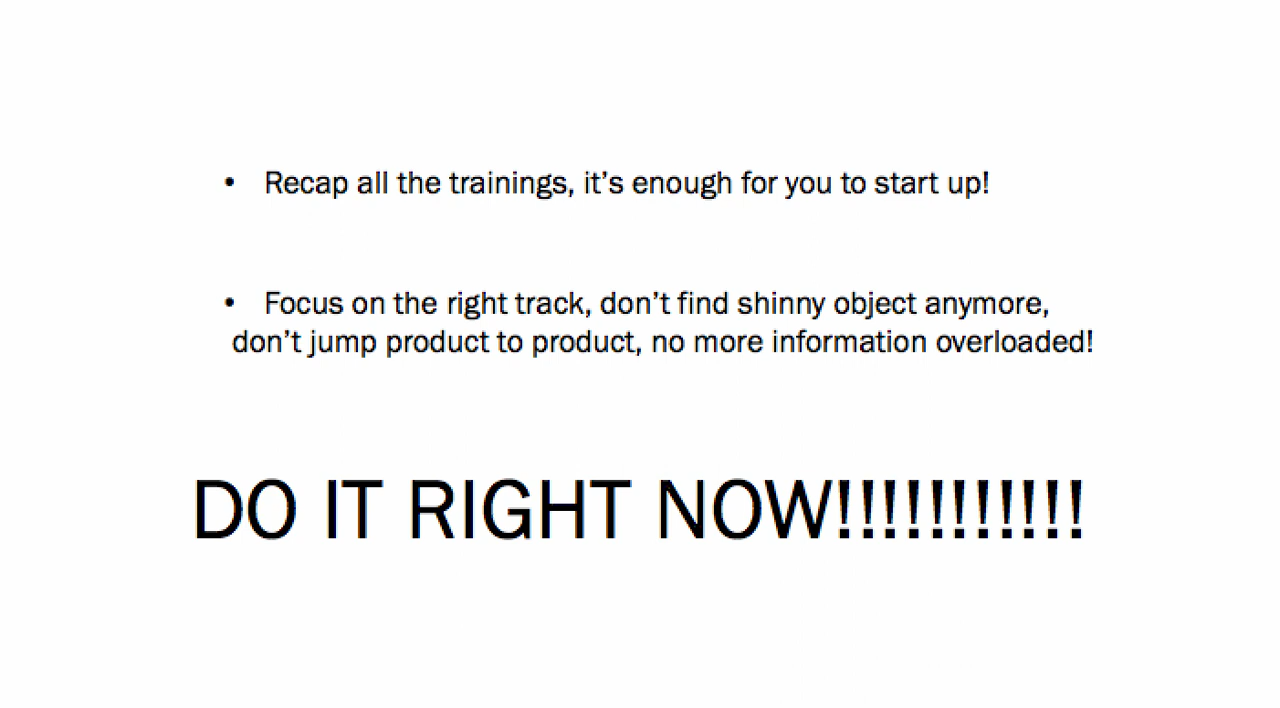 • Recap all the trainings, it’s enough for you to start up!
• Focus on the right track, don’t find shinny object anymore,
don’t jump product to product, no more information overloaded!
DO IT RIGHT NOW!!!!!!!!!!!